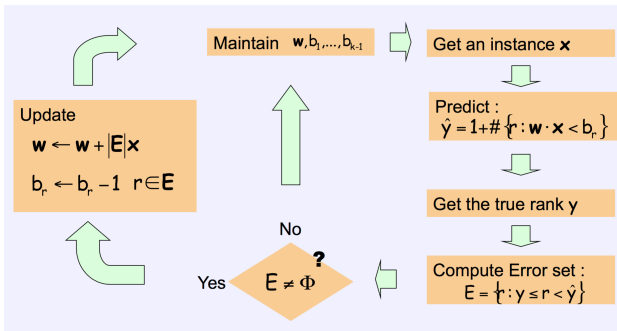 Maintain w,b₁,...,bₖ₋₁
Get an instance x
Predict :
ŷ = 1+# {r : w · x < bᵣ}
Get the true rank y
Compute Error set :
E = {r : y ≤ r < ŷ}
?
E ≠ Φ
No
Yes
Update
w ← w + |E|x
bᵣ ← bᵣ – 1 r ∈ E